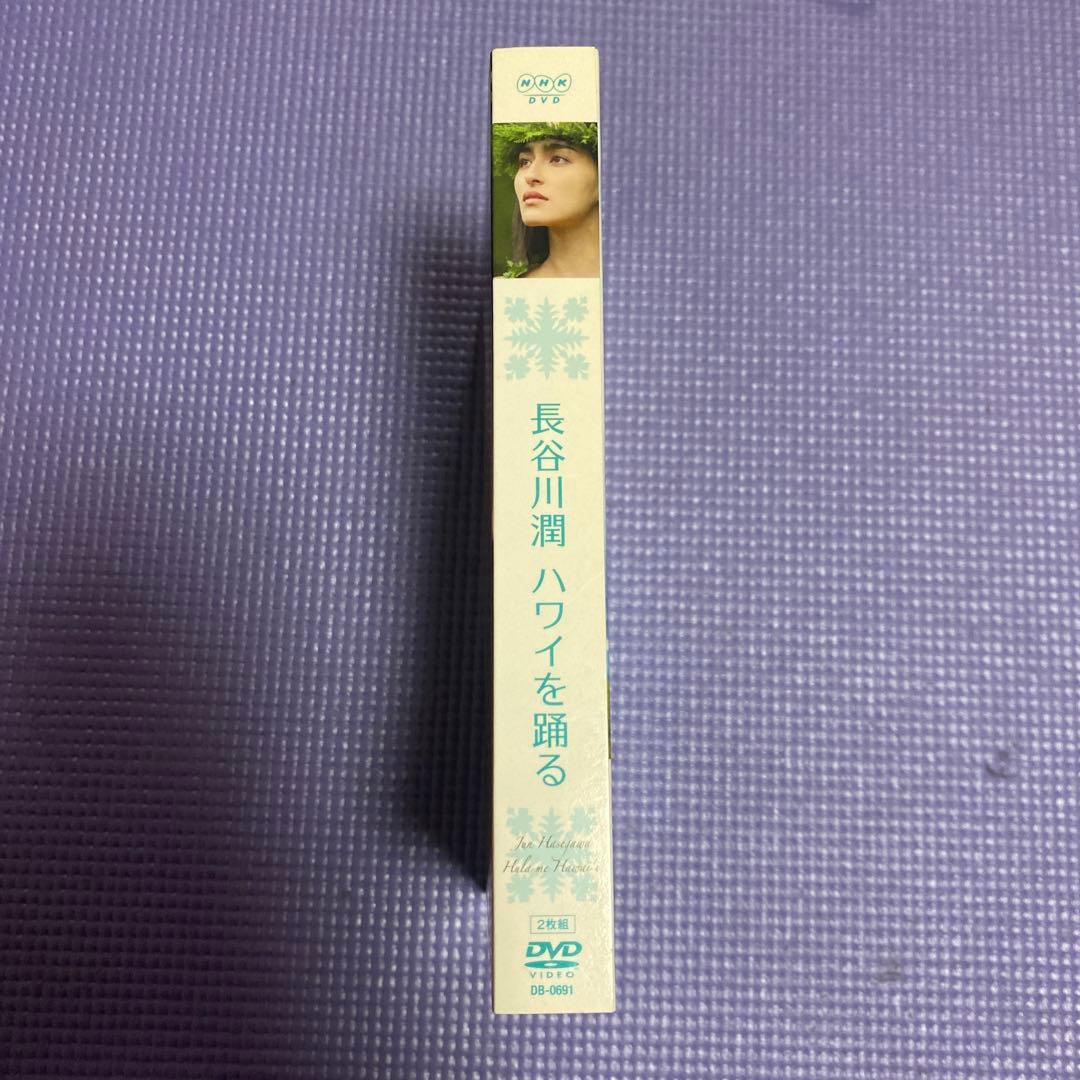 NHK
DVD
長谷川潤 ハワイを踊る
Jun Hasegawa
Hula me Hawai'i
2枚組
DVD
VIDEO
DB-0691